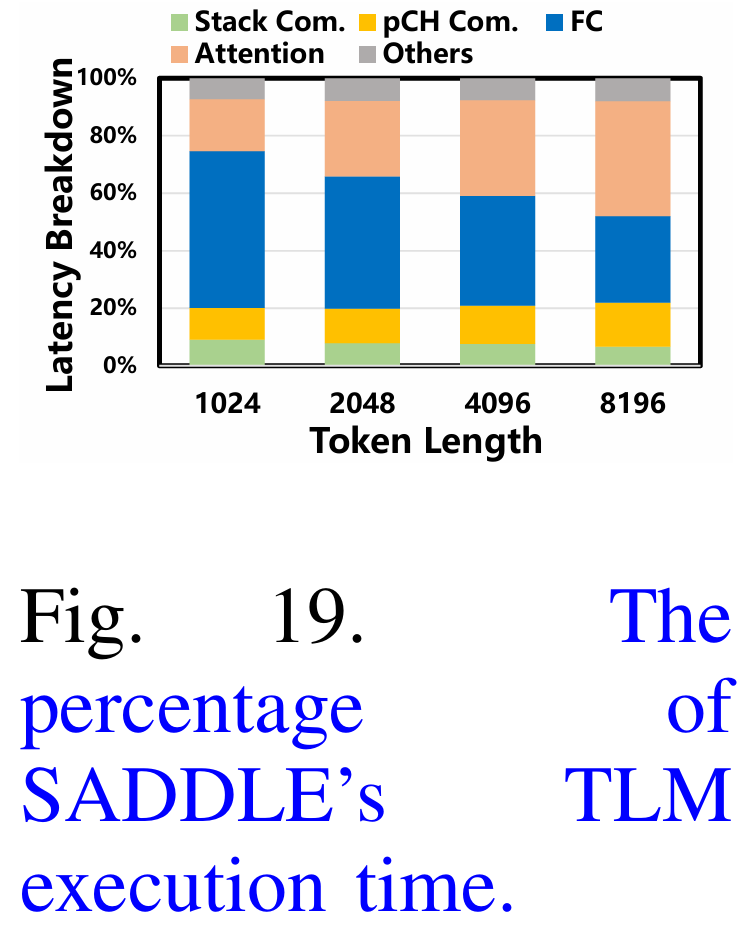 Stack Com. pCH Com. FC
Attention Others
Latency Breakdown
100%
80%
60%
40%
20%
0%
1024 2048 4096 8196
Token Length
Fig. 19. The
percentage of
SADDLE's TLM
execution time.